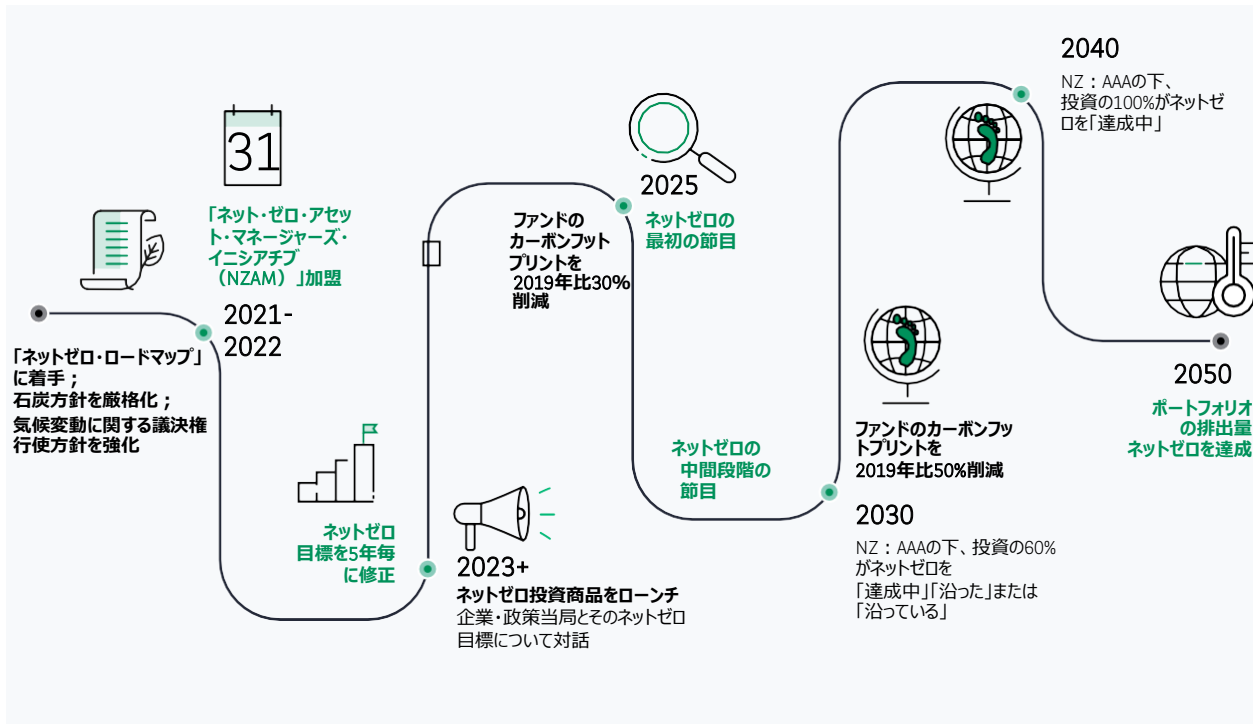 「ネットゼロ・ロードマップ」
に着手；
石炭方針を厳格化；
気候変動に関する議決権
行使方針を強化
31
「ネット・ゼロ・アセッ
ト・マネージャーズ・
イニシアチブ
（NZAM）」加盟
2021-
2022
ネットゼロ
目標を5年毎
に修正
2023+
ネットゼロ投資商品をローンチ
企業・政策当局とそのネットゼロ
目標について対話
ファンドの
カーボンフット
プリントを
2019年比30%
削減
2025
ネットゼロの
最初の節目
ネットゼロの
中間段階の
節目
ファンドのカーボンフッ
トプリントを
2019年比50%削減
2030
NZ：AAAの下、投資の60%
がネットゼロを
「達成中」「沿った」または
「沿っている」
2040
NZ：AAAの下、
投資の100%がネットゼ
ロを「達成中」
2050
ポートフォリオ
の排出量
ネットゼロを達成